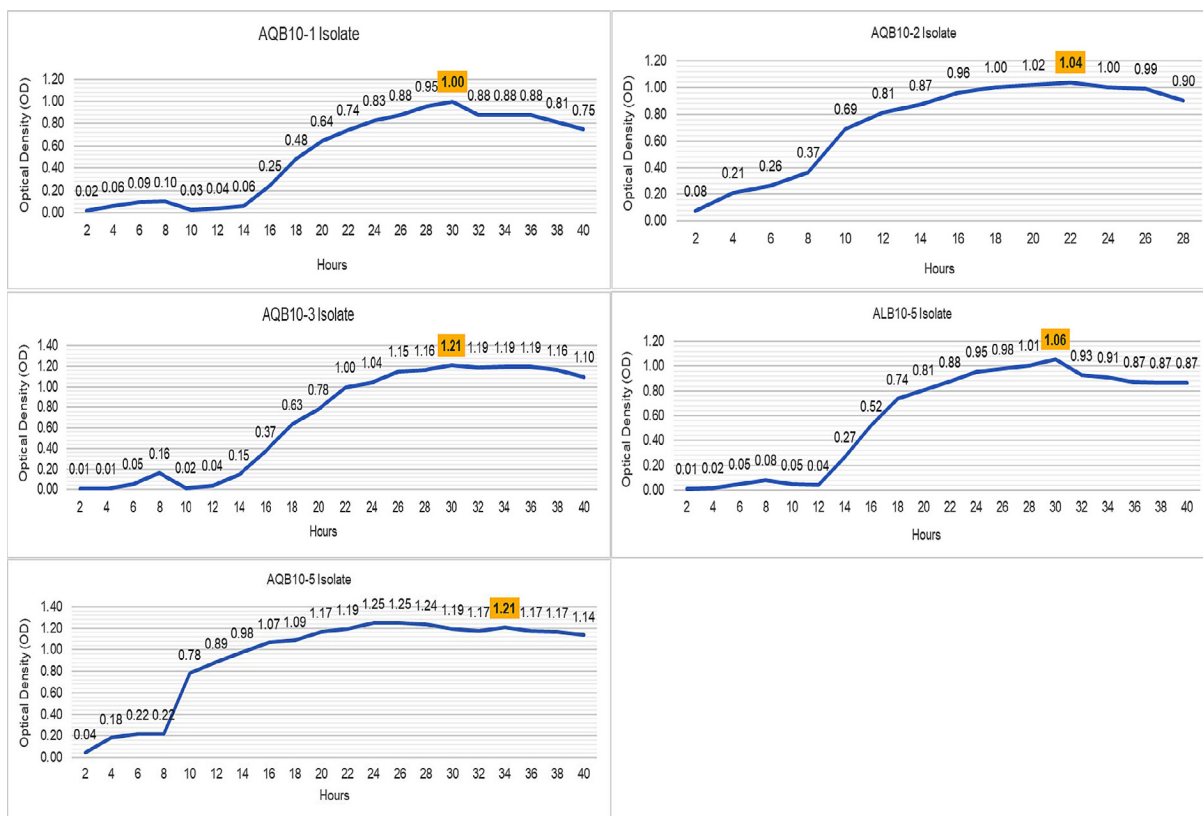 AQB10-1 Isolate
Optical Density (OD)
1.20
1.00
0.80
0.60
0.40
0.20
0.00
0.02 0.06 0.09 0.10 0.03 0.04 0.06 0.25 0.48 0.64 0.74 0.83 0.88 0.95 1.00 0.88 0.88 0.88 0.81 0.75
2 4 6 8 10 12 14 16 18 20 22 24 26 28 30 32 34 36 38 40
Hours
AQB10-2 Isolate
Optical Density (OD)
1.20
1.00
0.80
0.60
0.40
0.20
0.00
0.08 0.21 0.26 0.37 0.69 0.81 0.87 0.96 1.00 1.02 1.04 1.00 0.99 0.90
2 4 6 8 10 12 14 16 18 20 22 24 26 28
Hours
AQB10-3 Isolate
Optical Density (OD)
1.40
1.20
1.00
0.80
0.60
0.40
0.20
0.00
0.01 0.01 0.05 0.16 0.02 0.04 0.15 0.37 0.63 0.78 1.00 1.04 1.15 1.16 1.21 1.19 1.19 1.19 1.16 1.10
2 4 6 8 10 12 14 16 18 20 22 24 26 28 30 32 34 36 38 40
Hours
ALB10-5 Isolate
Optical Density (OD)
1.20
1.00
0.80
0.60
0.40
0.20
0.00
0.01 0.02 0.05 0.08 0.05 0.04 0.27 0.52 0.74 0.81 0.88 0.95 0.98 1.01 1.06 0.93 0.91 0.87 0.87 0.87
2 4 6 8 10 12 14 16 18 20 22 24 26 28 30 32 34 36 38 40
Hours
AQB10-5 Isolate
Optical Density (OD)
1.40
1.20
1.00
0.80
0.60
0.40
0.20
0.00
0.04 0.18 0.22 0.22 0.78 0.89 0.98 1.07 1.09 1.17 1.19 1.25 1.25 1.24 1.19 1.17 1.21 1.17 1.17 1.14
2 4 6 8 10 12 14 16 18 20 22 24 26 28 30 32 34 36 38 40
Hours